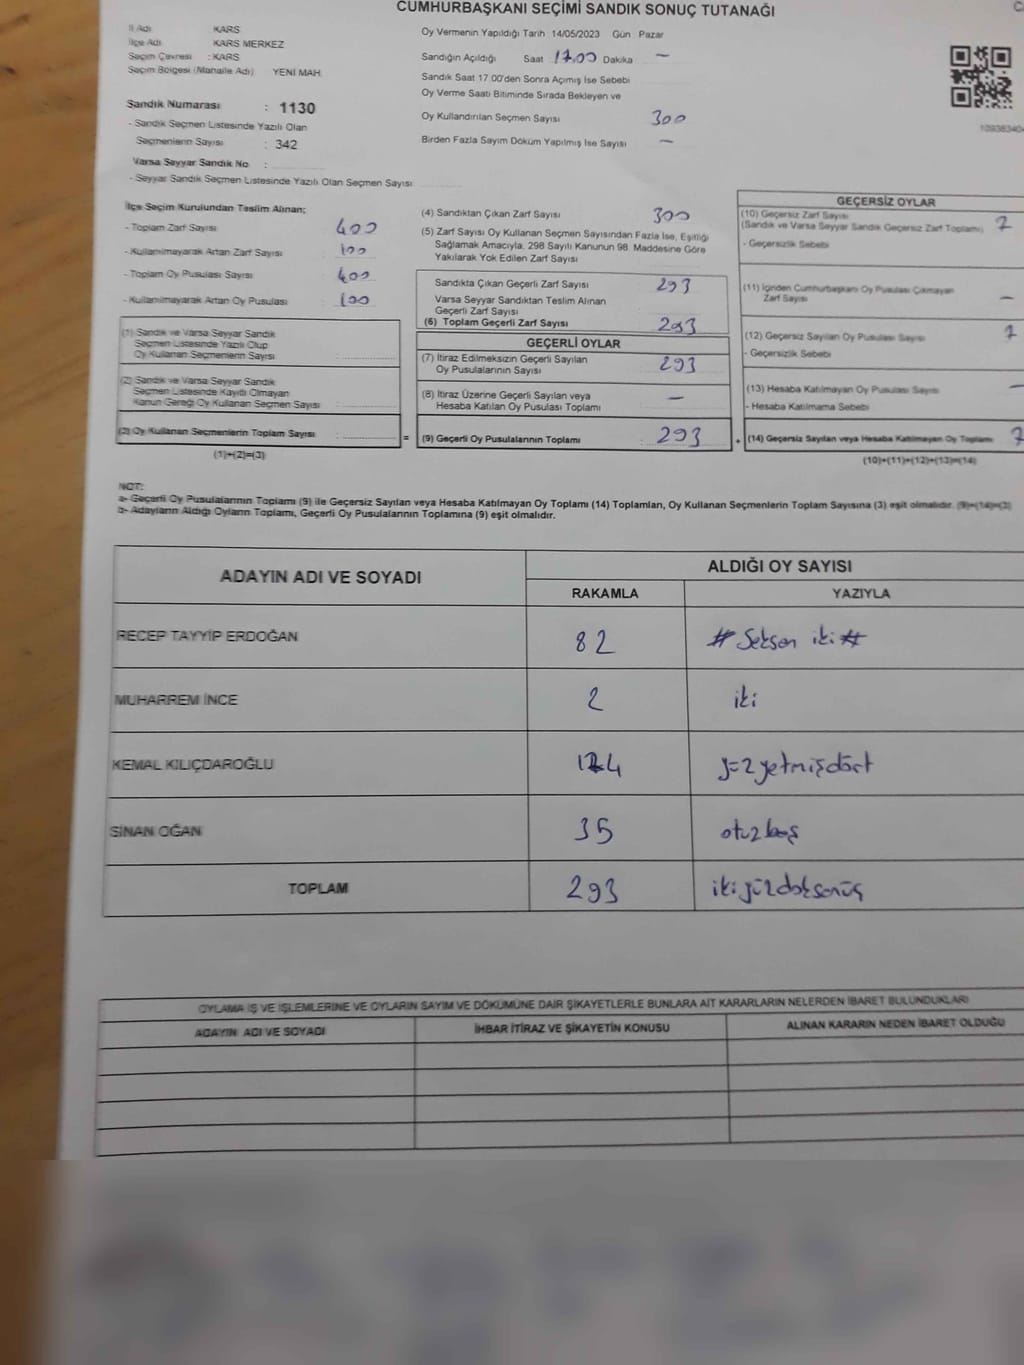 CUMHURBAŞKANI SEÇİMİ SANDIK SONUÇ TUTANAĞI
İl Adı KARS
İlçe Adı KARS MERKEZ
Seçim Çevresi : KARS
Seçim Bölgesi (Mahalle Adı) YENİ MAH.
Sandık Numarası : 1130
- Sandık Seçmen Listesinde Yazılı Olan
Seçmenlerin Sayısı : 342
Varsa Seyyar Sandık No :
- Seyyar Sandık Seçmen Listesinde Yazılı Olan Seçmen Sayısı
Oy Vermenin Yapıldığı Tarih 14/05/2023 Gün Pazar
Sandığın Açıldığı Saat 17.00 Dakika —
Sandık Saat 17.00'den Sonra Açımış İse Sebebi
Oy Verme Saati Bitiminde Sırada Bekleyen ve
Oy Kullandırılan Seçmen Sayısı 300
Birden Fazla Sayım Döküm Yapılmış İse Sayısı —
İlçe Seçim Kurulundan Teslim Alınan;
- Toplam Zarf Sayısı 400
- Kullanılmayarak Artan Zarf Sayısı 100
- Toplam Oy Pusulası Sayısı 400
- Kullanılmayarak Artan Oy Pusulası 100
(1) Sandık ve Varsa Seyyar Sandık
Seçmen Listesinde Yazılı Olup
Oy Kullanan Seçmenlerin Sayısı :
(2) Sandık ve Varsa Seyyar Sandık
Seçmen Listesinde Kayıtlı Olmayan
Kanun Gereği Oy Kullanan Seçmen Sayısı :
(3) Oy Kullanan Seçmenlerin Toplam Sayısı : =
(1)+(2)=(3)
(4) Sandıktan Çıkan Zarf Sayısı 300
(5) Zarf Sayısı Oy Kullanan Seçmen Sayısından Fazla İse, Eşitliği
Sağlamak Amacıyla, 298 Sayılı Kanunun 98. Maddesine Göre
Yakılarak Yok Edilen Zarf Sayısı
Sandıkta Çıkan Geçerli Zarf Sayısı 293
Varsa Seyyar Sandıktan Teslim Alınan
Geçerli Zarf Sayısı
(6) Toplam Geçerli Zarf Sayısı 293
GEÇERLİ OYLAR
(7) İtiraz Edilmeksizin Geçerli Sayılan
Oy Pusulalarının Sayısı 293
(8) İtiraz Üzerine Geçerli Sayılan veya
Hesaba Katılan Oy Pusulası Toplamı —
(9) Geçerli Oy Pusulalarının Toplamı 293 +
GEÇERSİZ OYLAR
(10) Geçersiz Zarf Sayısı
(Sandık ve Varsa Seyyar Sandık Geçersiz Zarf Toplamı) 7
- Geçersizlik Sebebi
(11) İçinden Cumhurbaşkanı Oy Pusulası Çıkmayan
Zarf Sayısı —
(12) Geçersiz Sayılan Oy Pusulası Sayısı 7
- Geçersizlik Sebebi
(13) Hesaba Katılmayan Oy Pusulası Sayısı —
- Hesaba Katılmama Sebebi
(14) Geçersiz Sayılan veya Hesaba Katılmayan Oy Toplamı 7
(10)+(11)+(12)+(13)=(14)
NOT:
a- Geçerli Oy Pusulalarının Toplamı (9) ile Geçersiz Sayılan veya Hesaba Katılmayan Oy Toplamı (14) Toplamları, Oy Kullanan Seçmenlerin Toplam Sayısına (3) eşit olmalıdır. (9)+(14)=(3)
b- Adayların Aldığı Oyların Toplamı, Geçerli Oy Pusulalarının Toplamına (9) eşit olmalıdır.
ADAYIN ADI VE SOYADI ALDIĞI OY SAYISI
RAKAMLA YAZIYLA
RECEP TAYYİP ERDOĞAN 82 # Seksen iki #
MUHARREM İNCE 2 iki
KEMAL KILIÇDAROĞLU 174 yüz yetmişdört
SİNAN OĞAN 35 otuz beş
TOPLAM 293 iki yüz doksanüç
OYLAMA İŞ VE İŞLEMLERİNE VE OYLARIN SAYIM VE DÖKÜMÜNE DAİR ŞİKAYETLERLE BUNLARA AİT KARARLARIN NELERDEN İBARET BULUNDUKLARI
ADAYIN ADI VE SOYADI İHBAR İTİRAZ VE ŞİKAYETİN KONUSU ALINAN KARARIN NEDEN İBARET OLDUĞU